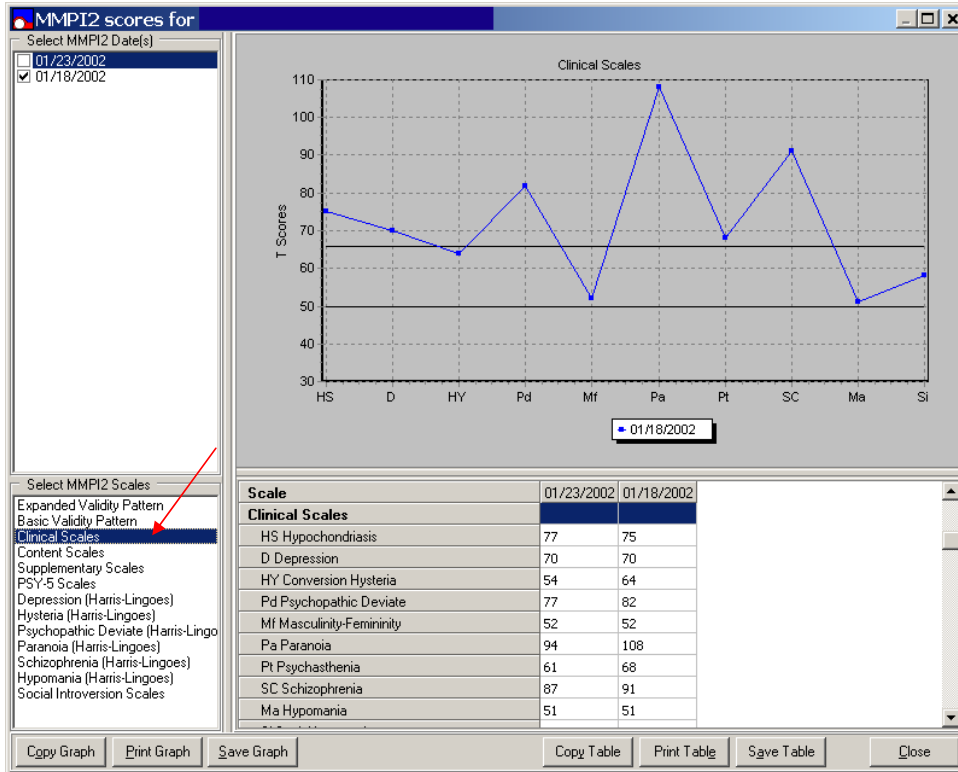 MMPI2 scores for
Select MMPI2 Date(s)
01/23/2002
01/18/2002
Clinical Scales
T Scores
110
100
90
80
70
60
50
40
30
HS D HY Pd Mf Pa Pt SC Ma Si
01/18/2002
Select MMPI2 Scales
Expanded Validity Pattern
Basic Validity Pattern
Clinical Scales
Content Scales
Supplementary Scales
PSY-5 Scales
Depression (Harris-Lingoes)
Hysteria (Harris-Lingoes)
Psychopathic Deviate (Harris-Lingo
Paranoia (Harris-Lingoes)
Schizophrenia (Harris-Lingoes)
Hypomania (Harris-Lingoes)
Social Introversion Scales
Scale 01/23/2002 01/18/2002
Clinical Scales
HS Hypochondriasis 77 75
D Depression 70 70
HY Conversion Hysteria 54 64
Pd Psychopathic Deviate 77 82
Mf Masculinity-Femininity 52 52
Pa Paranoia 94 108
Pt Psychasthenia 61 68
SC Schizophrenia 87 91
Ma Hypomania 51 51
Copy Graph Print Graph Save Graph Copy Table Print Table Save Table Close